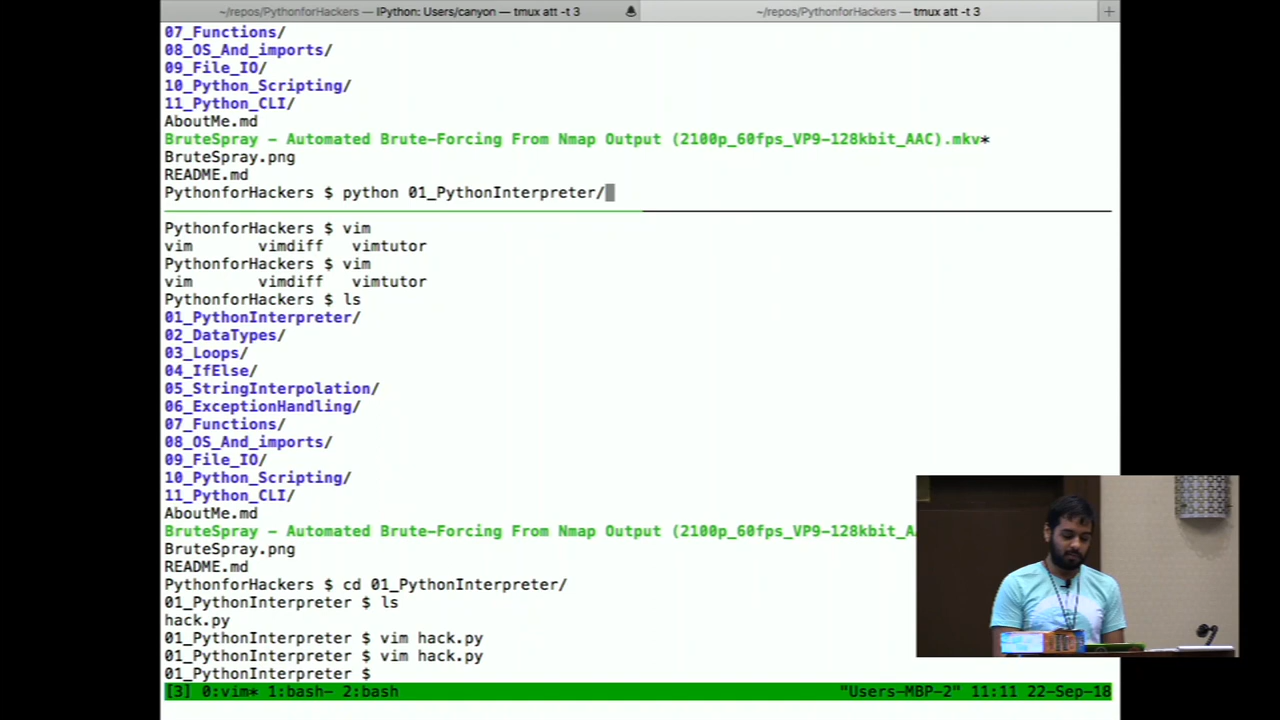 ~/repos/PythonforHackers — IPython: Users/canyon — tmux att -t 3
~/repos/PythonforHackers — tmux att -t 3
07_Functions/
08_OS_And_imports/
09_File_IO/
10_Python_Scripting/
11_Python_CLI/
AboutMe.md
BruteSpray – Automated Brute-Forcing From Nmap Output (2100p_60fps_VP9-128kbit_AAC).mkv*
BruteSpray.png
README.md
PythonforHackers $ python 01_PythonInterpreter/
PythonforHackers $ vim
vim vimdiff vimtutor
PythonforHackers $ vim
vim vimdiff vimtutor
PythonforHackers $ ls
01_PythonInterpreter/
02_DataTypes/
03_Loops/
04_IfElse/
05_StringInterpolation/
06_ExceptionHandling/
07_Functions/
08_OS_And_imports/
09_File_IO/
10_Python_Scripting/
11_Python_CLI/
AboutMe.md
BruteSpray – Automated Brute-Forcing From Nmap Output (2100p_60fps_VP9-128kbit_A
BruteSpray.png
README.md
PythonforHackers $ cd 01_PythonInterpreter/
01_PythonInterpreter $ ls
hack.py
01_PythonInterpreter $ vim hack.py
01_PythonInterpreter $ vim hack.py
01_PythonInterpreter $
[3] 0:vim* 1:bash- 2:bash "Users-MBP-2" 11:11 22-Sep-18